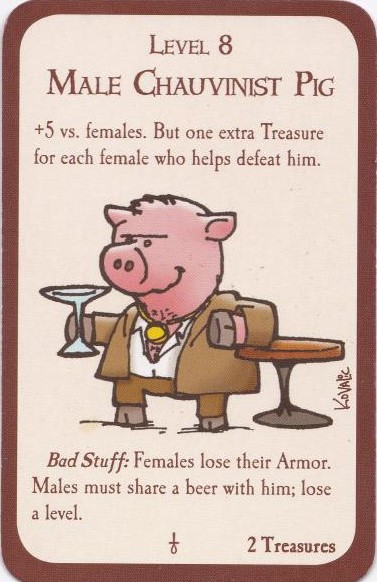 Level 8
Male Chauvinist Pig
+5 vs. females. But one extra Treasure
for each female who helps defeat him.
Kovalic
Bad Stuff: Females lose their Armor.
Males must share a beer with him; lose
a level.
2 Treasures